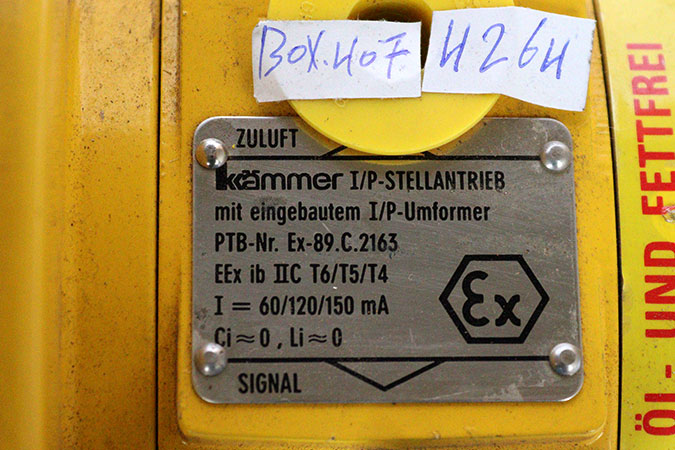 BOX.407
4264
ZULUFT
kämmer I/P-STELLANTRIEB
mit eingebautem I/P-Umformer
PTB-Nr. Ex-89.C.2163
EEx ib IIC T6/T5/T4
I = 60/120/150 mA
Ci≈0, Li≈0
Ex
SIGNAL
ÖL- UND FETTFREI